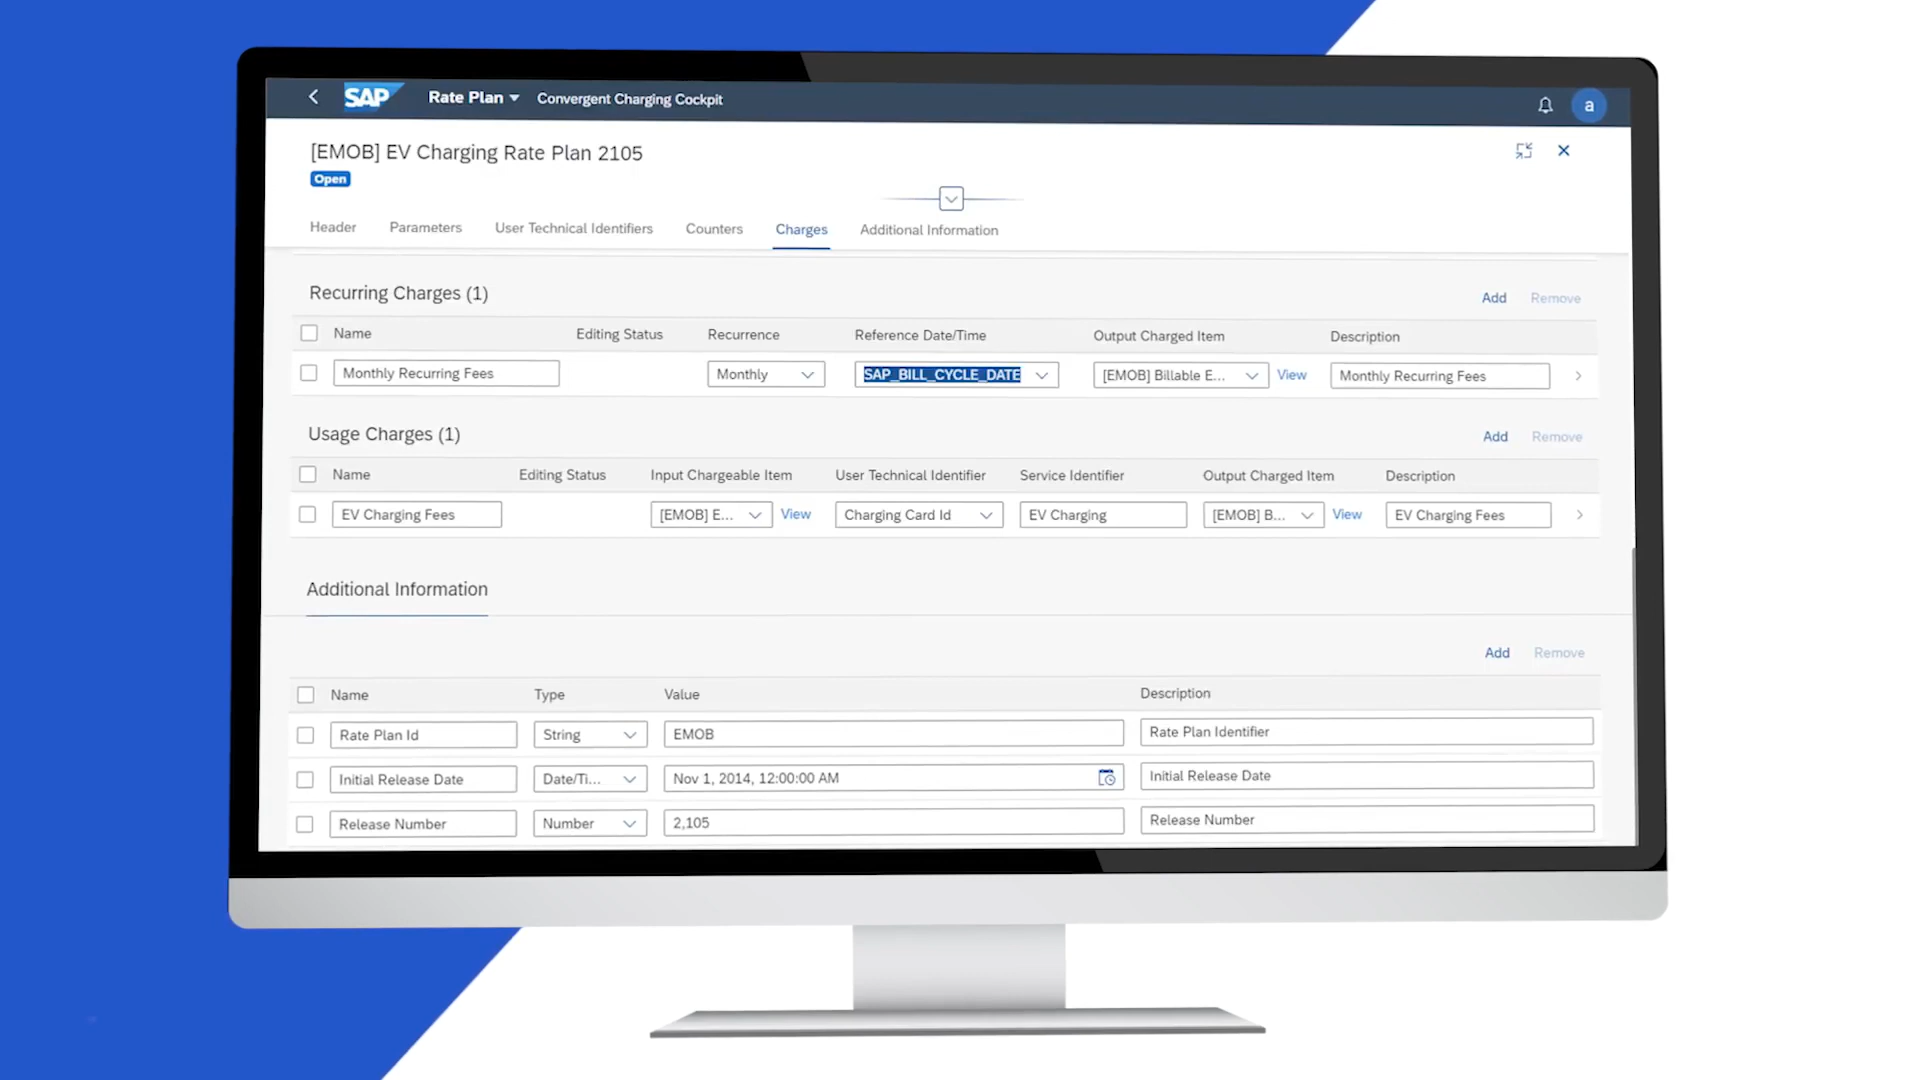 SAP Rate Plan Convergent Charging Cockpit a
[EMOB] EV Charging Rate Plan 2105
Open
Header Parameters User Technical Identifiers Counters Charges Additional Information
Recurring Charges (1) Add Remove
Name Editing Status Recurrence Reference Date/Time Output Charged Item Description
Monthly Recurring Fees Monthly SAP_BILL_CYCLE_DATE [EMOB] Billable E... View Monthly Recurring Fees
Usage Charges (1) Add Remove
Name Editing Status Input Chargeable Item User Technical Identifier Service Identifier Output Charged Item Description
EV Charging Fees [EMOB] E... View Charging Card Id EV Charging [EMOB] B... View EV Charging Fees
Additional Information
Add Remove
Name Type Value Description
Rate Plan Id String EMOB Rate Plan Identifier
Initial Release Date Date/Ti... Nov 1, 2014, 12:00:00 AM Initial Release Date
Release Number Number 2,105 Release Number